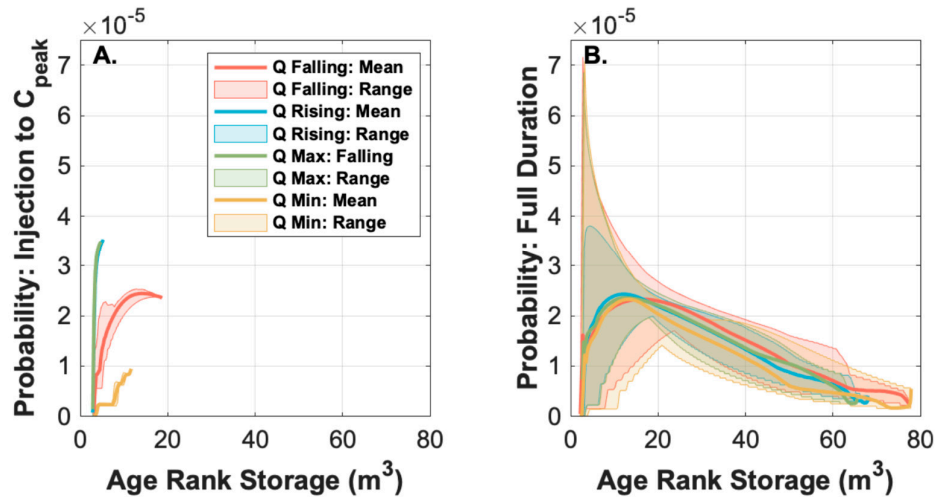 ×10⁻⁵
A.
Probability: Injection to C_peak
7
6
5
4
3
2
1
0
0 20 40 60 80
Age Rank Storage (m³)
Q Falling: Mean
Q Falling: Range
Q Rising: Mean
Q Rising: Range
Q Max: Falling
Q Max: Range
Q Min: Mean
Q Min: Range
×10⁻⁵
B.
Probability: Full Duration
7
6
5
4
3
2
1
0
0 20 40 60 80
Age Rank Storage (m³)